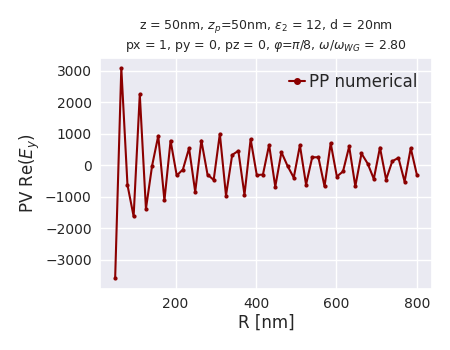 z = 50nm, z_p=50nm, ε_2 = 12, d = 20nm
px = 1, py = 0, pz = 0, φ=π/8, ω/ω_WG = 2.80
PP numerical
PV Re(E_y)
3000
2000
1000
0
−1000
−2000
−3000
200 400 600 800
R [nm]